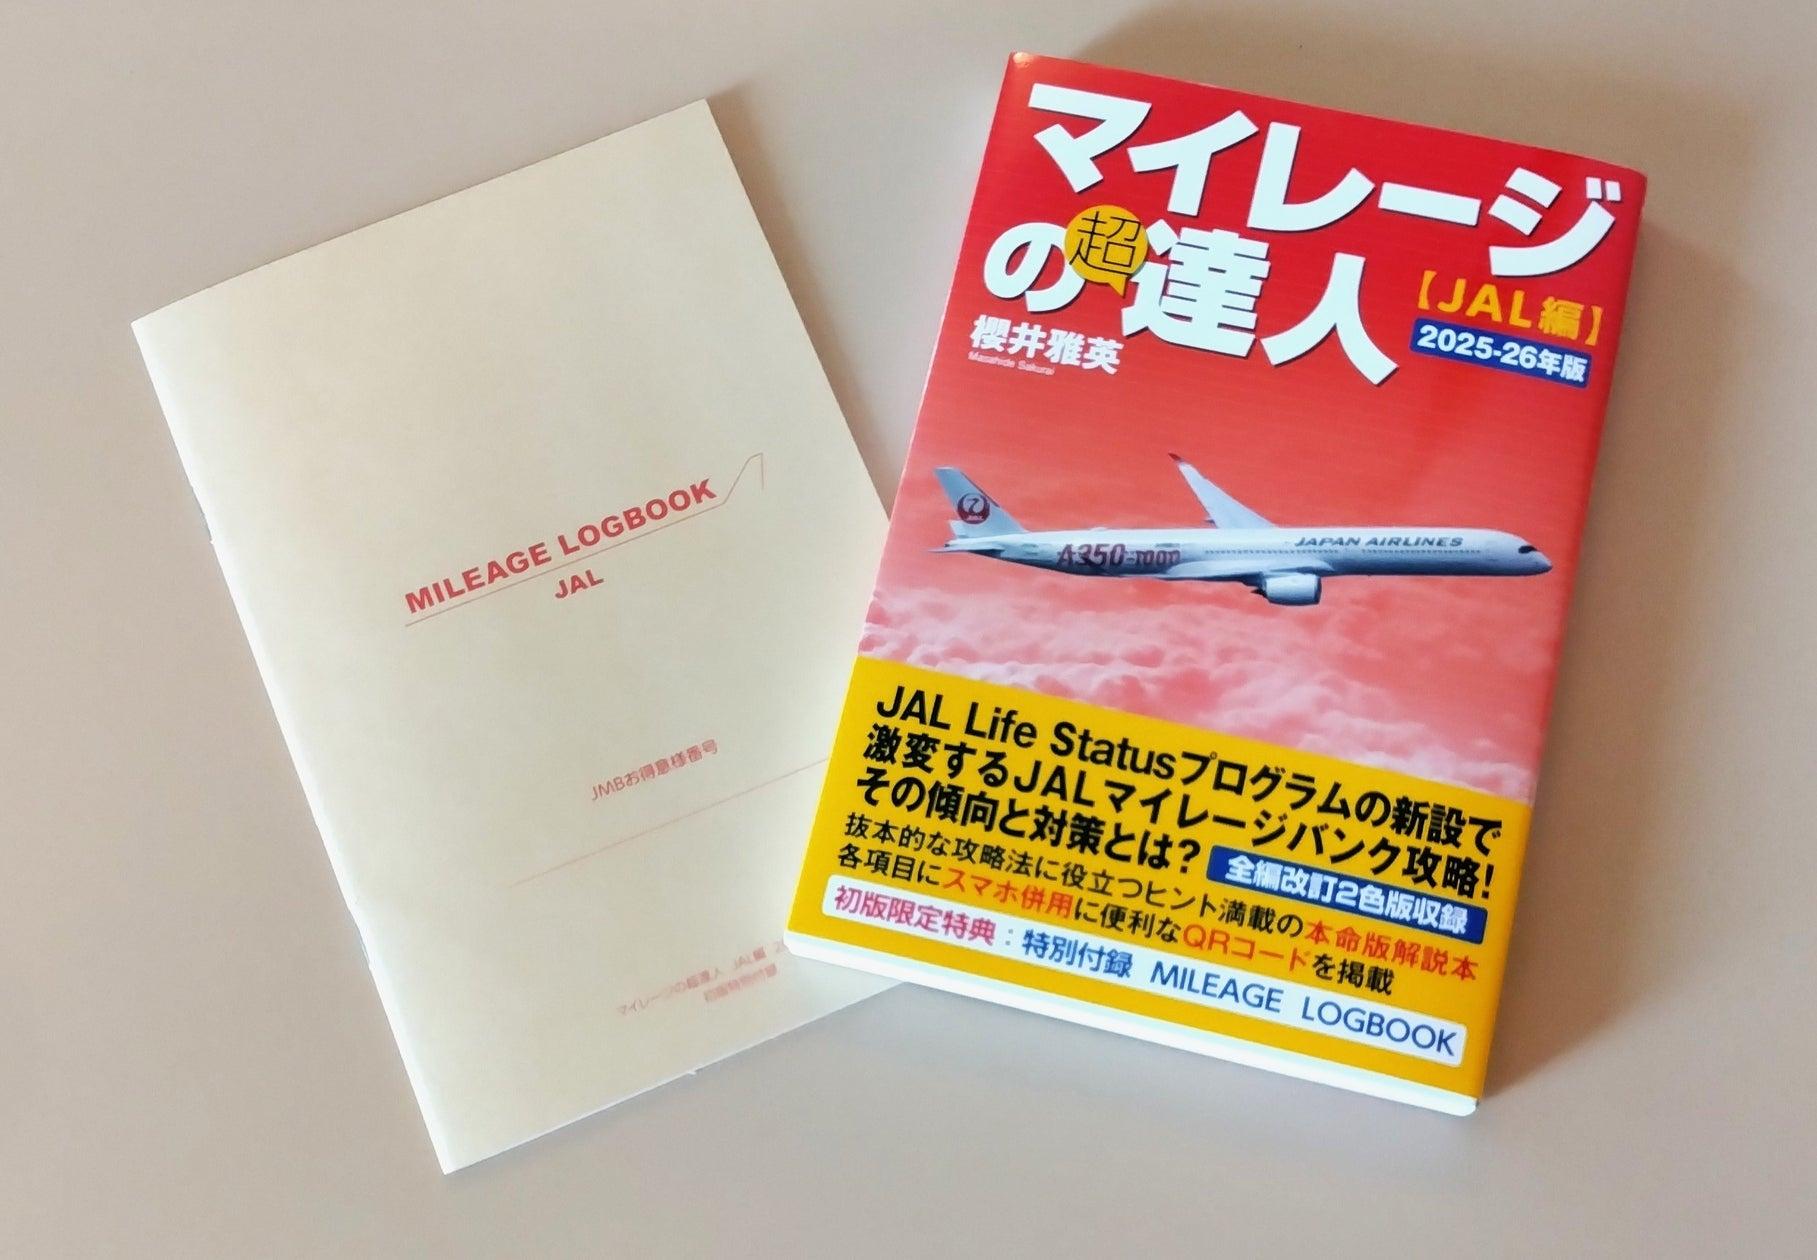 MILEAGE LOGBOOK
JAL
JMBお得意様番号
マイレージの超達人 JAL編 2
初版特別付録
マイレージ
の超達人
【JAL編】
2025-26年版
櫻井雅英
Masahide Sakurai
JAL
A350-1000
JAPAN AIRLINES
JAL Life Statusプログラムの新設で
激変するJALマイレージバンク攻略!
その傾向と対策とは?
全編改訂2色版収録
抜本的な攻略法に役立つヒント満載の本命版解説本
各項目にスマホ併用に便利なQRコードを掲載
初版限定特典:特別付録 MILEAGE LOGBOOK